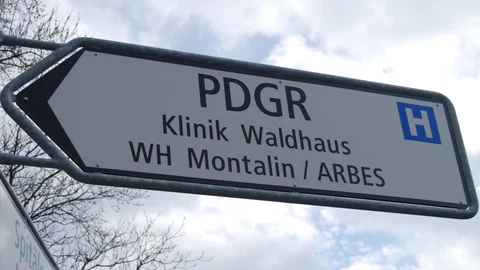 PDGR
H
Klinik Waldhaus
WH Montalin / ARBES
Spital